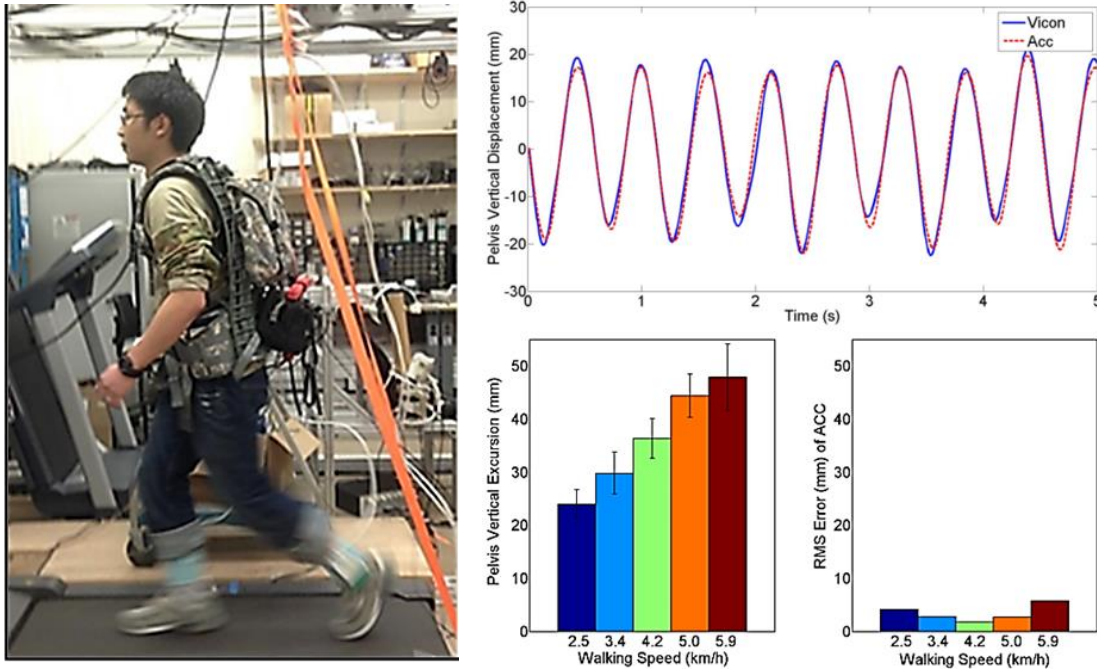 30
20
10
0
-10
-20
-30
Pelvis Vertical Displacement (mm)
Vicon
Acc
0 1 2 3 4 5
Time (s)
50
40
30
20
10
0
Pelvis Vertical Excursion (mm)
2.5 3.4 4.2 5.0 5.9
Walking Speed (km/h)
50
40
30
20
10
0
RMS Error (mm) of ACC
2.5 3.4 4.2 5.0 5.9
Walking Speed (km/h)